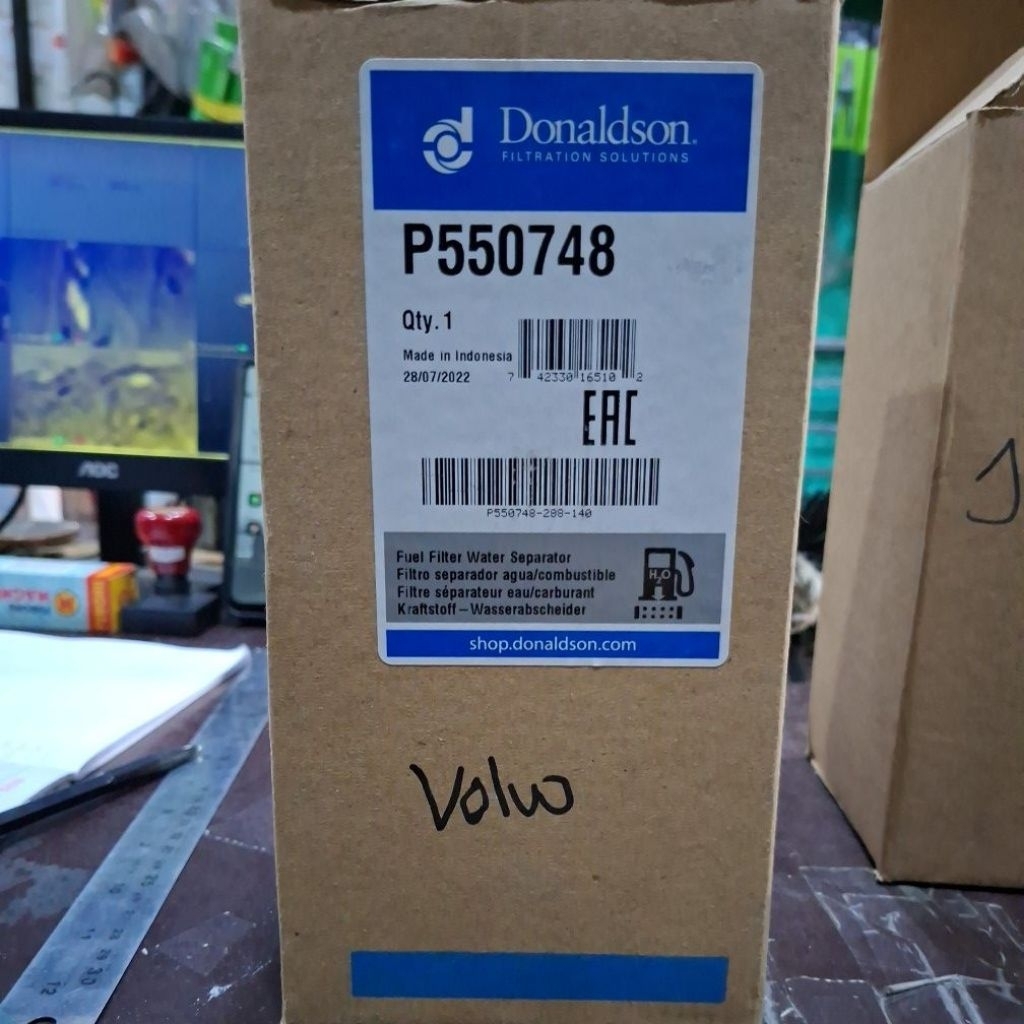 Donaldson.
FILTRATION SOLUTIONS
P550748
Qty. 1
Made in Indonesia
28/07/2022
7 42330 16510 2
EAC
P550748-288-140
Fuel Filter Water Separator
Filtro separador agua/combustible
Filtre séparateur eau/carburant
Kraftstoff-Wasserabscheider
H2O
shop.donaldson.com
Volvo
AOC